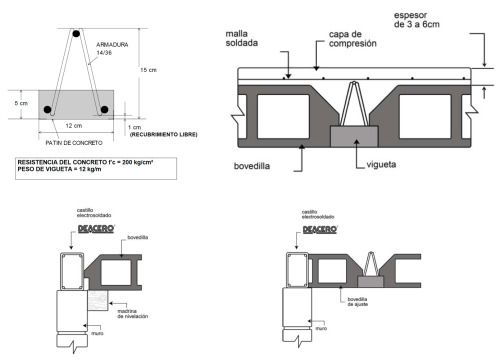 ARMADURA
14/36
15 cm
5 cm
12 cm
1 cm
(RECUBRIMIENTO LIBRE)
PATIN DE CONCRETO
RESISTENCIA DEL CONCRETO f'c = 200 kg/cm²
PESO DE VIGUETA = 12 kg/m
espesor
de 3 a 6cm
malla
soldada
capa de
compresión
bovedilla
vigueta
castillo
electrosoldado
DEACERO
bovedilla
madrina
de nivelación
muro
castillo
electrosoldado
DEACERO
bovedilla
de ajuste
muro